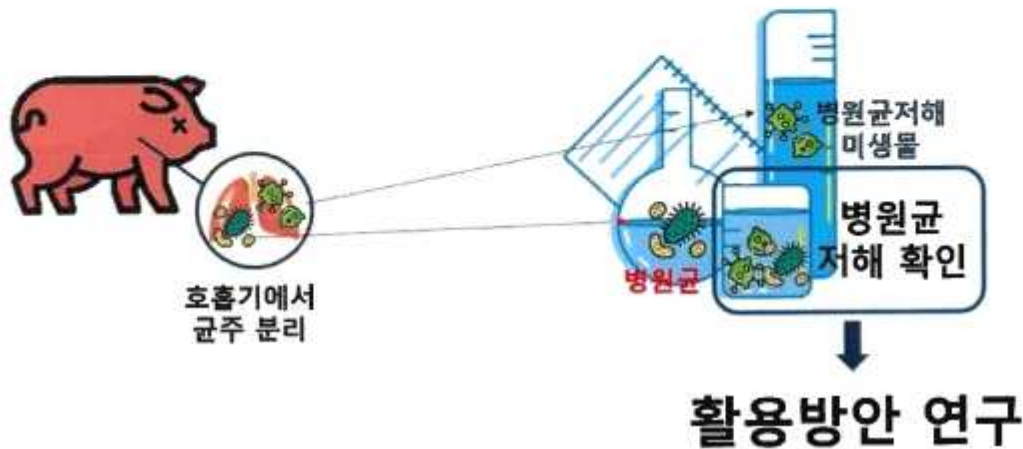 병원균저해
미생물
병원균
저해 확인
병원균
호흡기에서
균주 분리
활용방안 연구